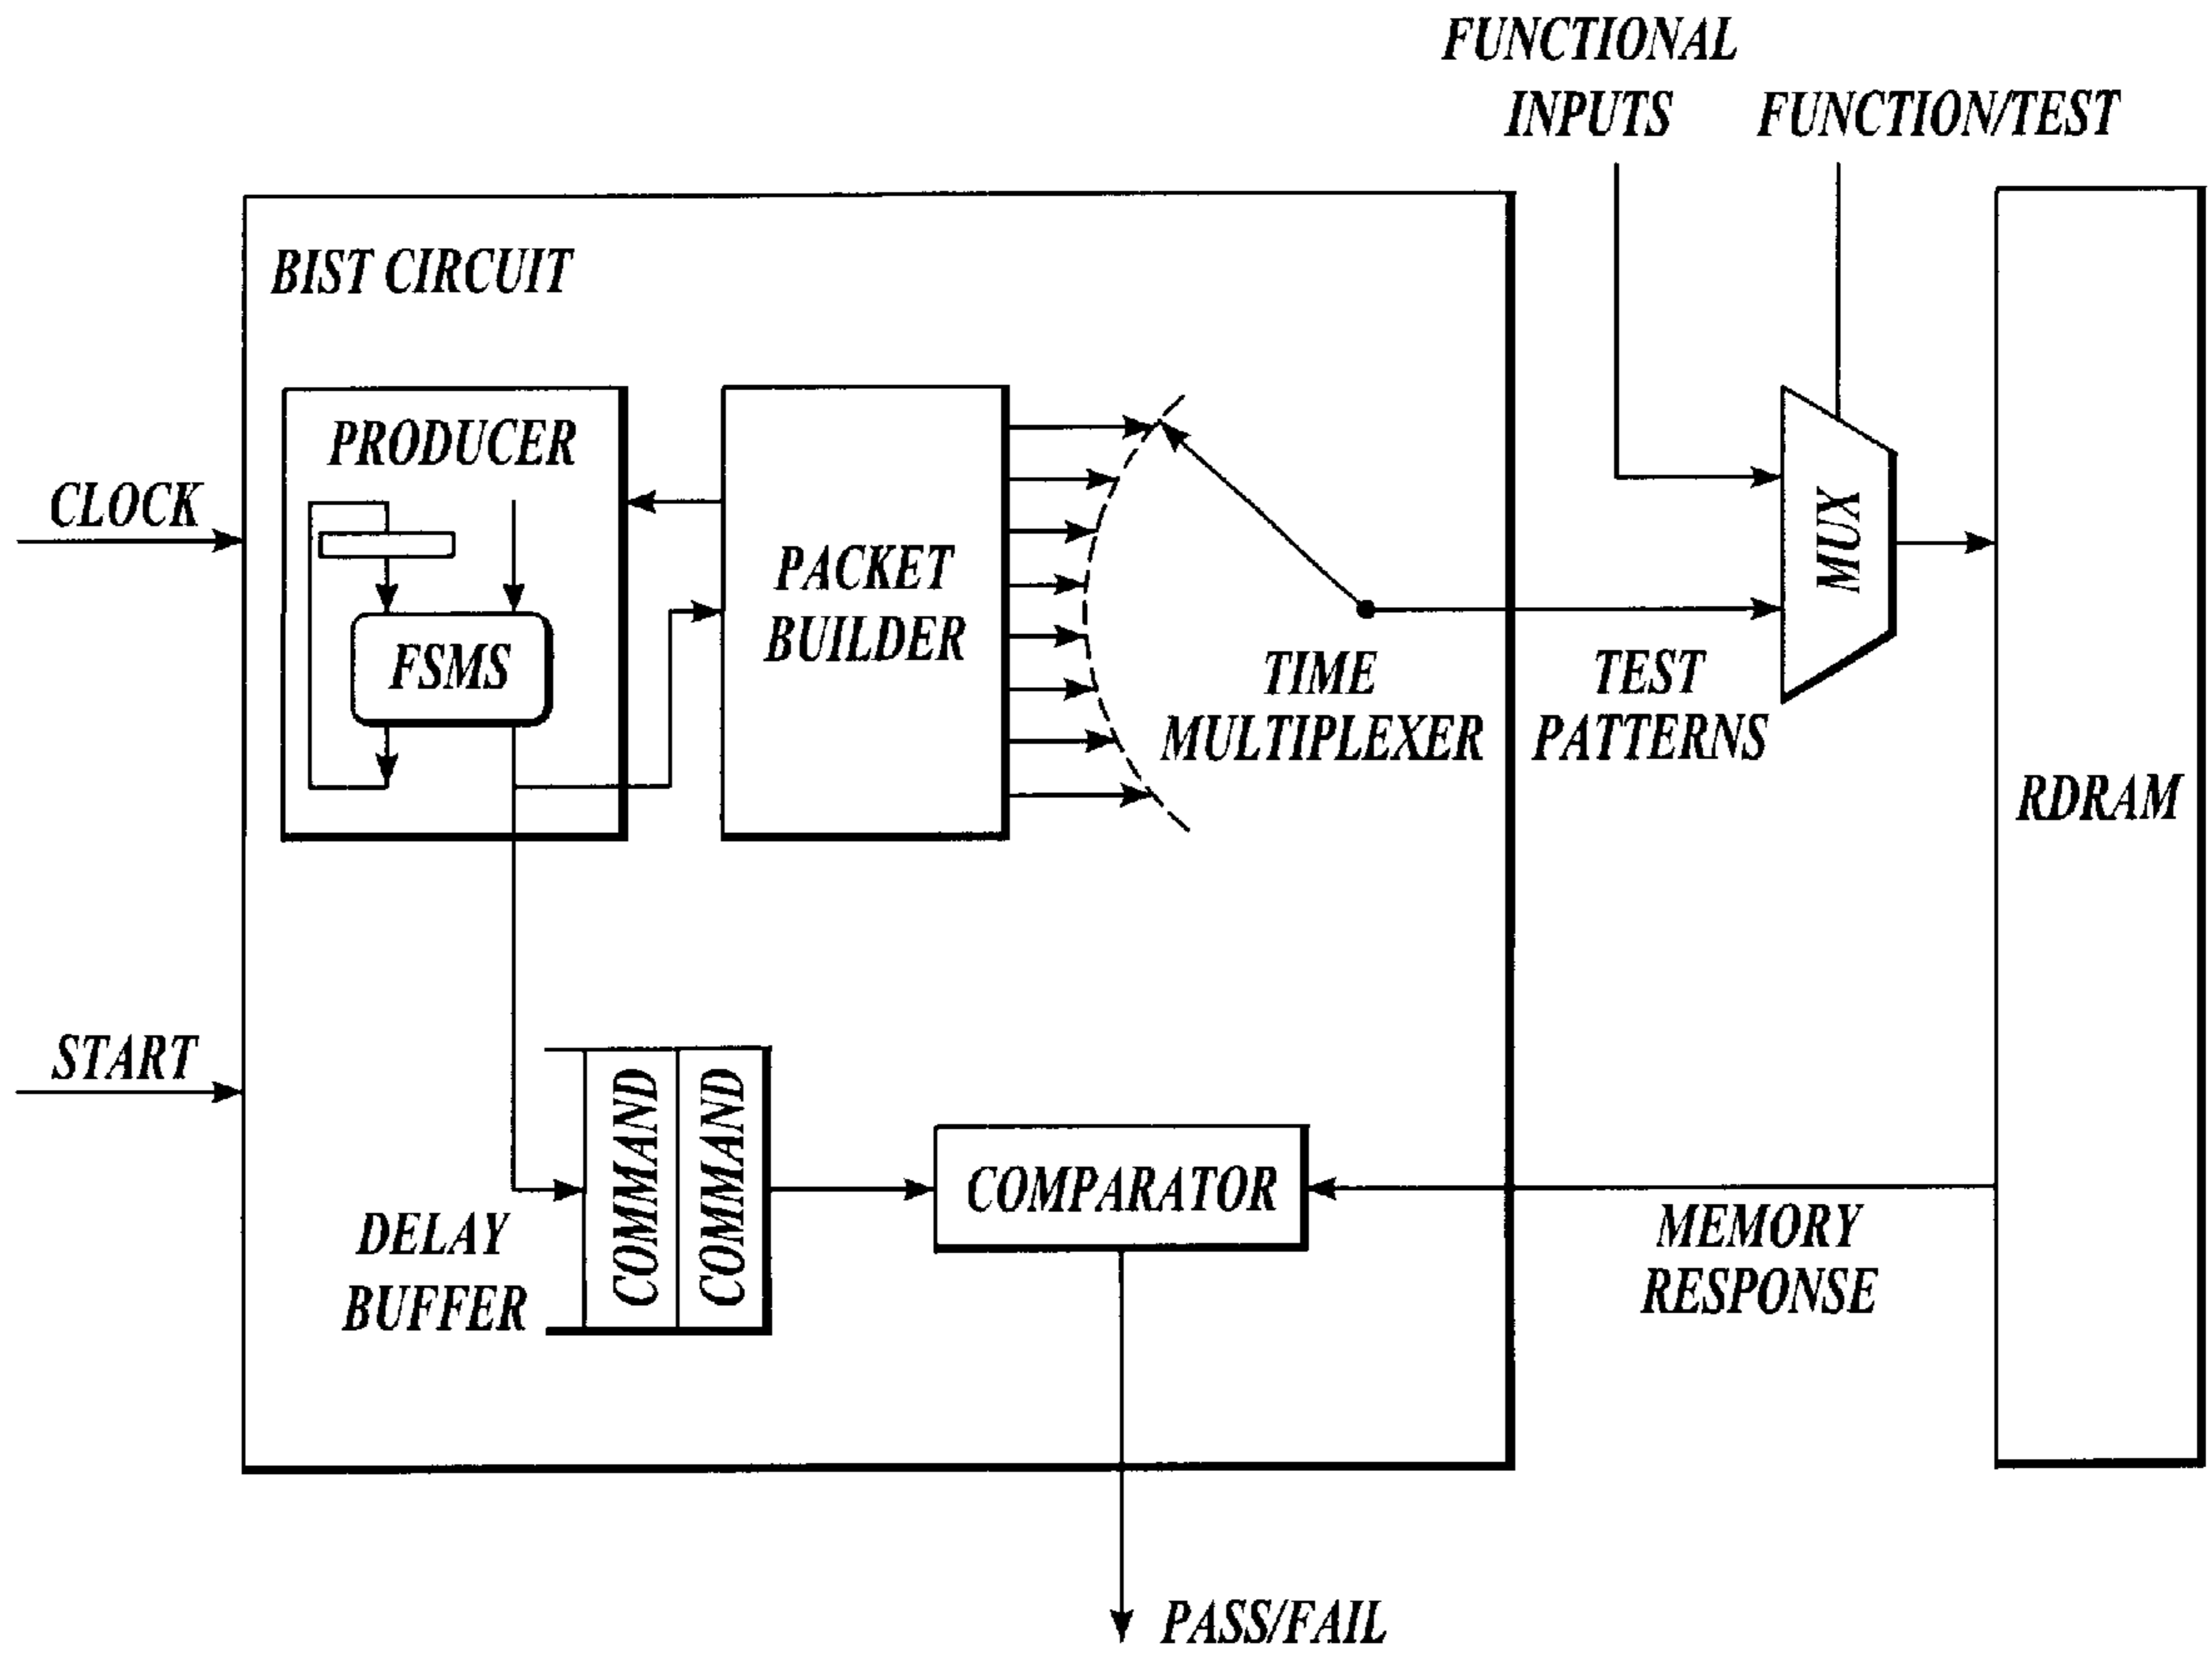 FUNCTIONAL
INPUTS
FUNCTION/TEST
BIST CIRCUIT
PRODUCER
CLOCK
FSMS
PACKET
BUILDER
TIME
MULTIPLEXER
TEST
PATTERNS
MUX
RDRAM
START
DELAY
BUFFER
COMMAND
COMMAND
COMPARATOR
MEMORY
RESPONSE
PASS/FAIL